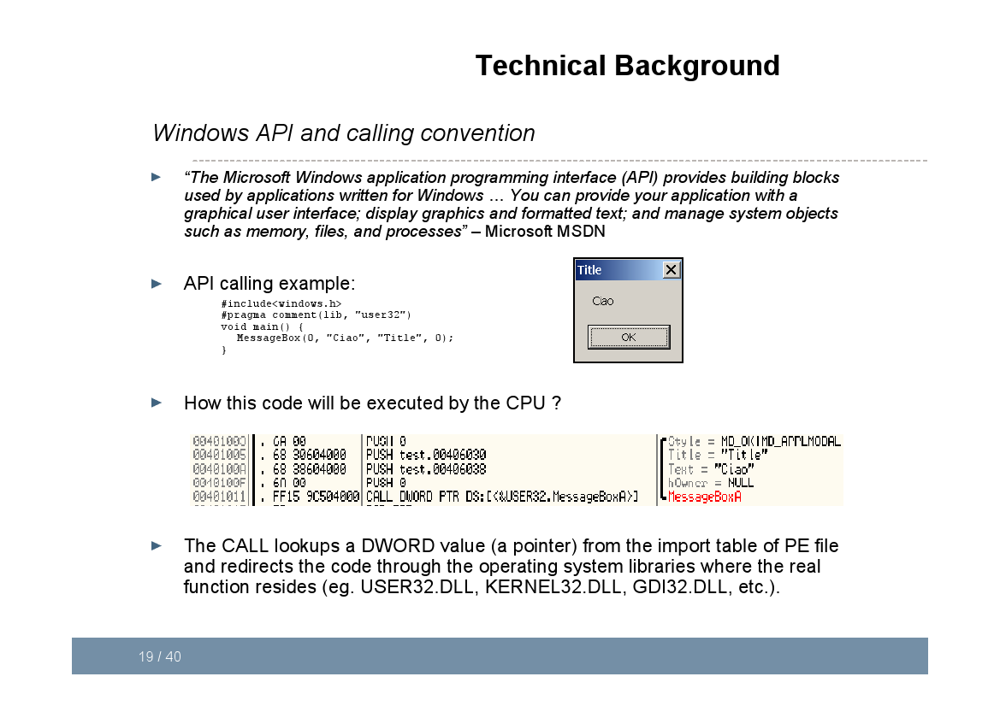 Technical Background
Windows API and calling convention
► “The Microsoft Windows application programming interface (API) provides building blocks
used by applications written for Windows … You can provide your application with a
graphical user interface; display graphics and formatted text; and manage system objects
such as memory, files, and processes” – Microsoft MSDN
► API calling example:
#include<windows.h>
#pragma comment(lib, "user32")
void main() {
MessageBox(0, "Ciao", "Title", 0);
}
Title
Ciao
OK
► How this code will be executed by the CPU ?
00401003 . 6A 00 PUSH 0 Style = MB_OK|MB_APPLMODAL
00401005 . 68 30604000 PUSH test.00406030 Title = "Title"
0040100A . 68 38604000 PUSH test.00406038 Text = "Ciao"
0040100F . 6A 00 PUSH 0 hOwner = NULL
00401011 . FF15 9C504000 CALL DWORD PTR DS:[<&USER32.MessageBoxA>] MessageBoxA
► The CALL lookups a DWORD value (a pointer) from the import table of PE file
and redirects the code through the operating system libraries where the real
function resides (eg. USER32.DLL, KERNEL32.DLL, GDI32.DLL, etc.).
19 / 40